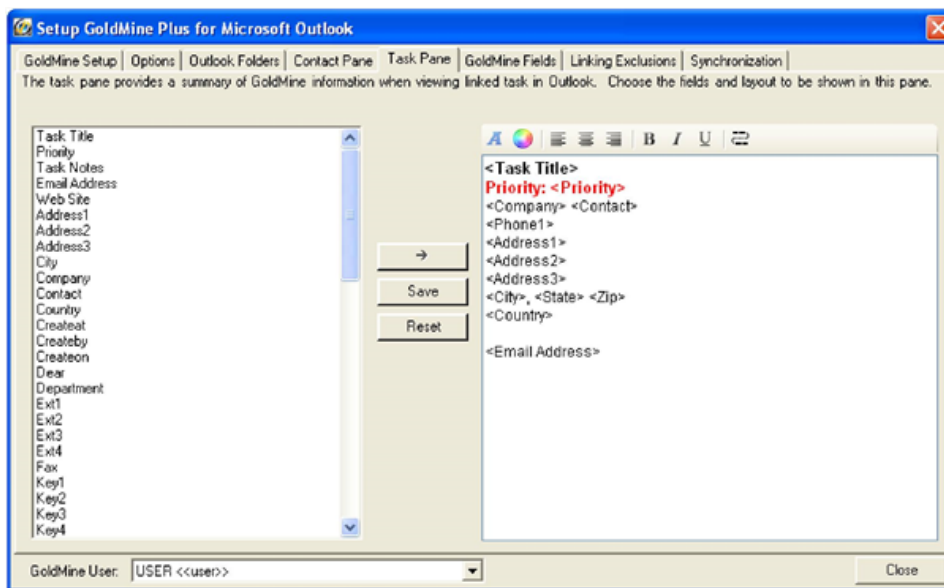 Setup GoldMine Plus for Microsoft Outlook
GoldMine Setup Options Outlook Folders Contact Pane Task Pane GoldMine Fields Linking Exclusions Synchronization
The task pane provides a summary of GoldMine information when viewing linked task in Outlook. Choose the fields and layout to be shown in this pane.
Task Title
Priority
Task Notes
Email Address
Web Site
Address1
Address2
Address3
City
Company
Contact
Country
Createat
Createby
Createon
Dear
Department
Ext1
Ext2
Ext3
Ext4
Fax
Key1
Key2
Key3
Key4
→
Save
Reset
A B I U
<Task Title>
Priority: <Priority>
<Company> <Contact>
<Phone1>
<Address1>
<Address2>
<Address3>
<City>, <State> <Zip>
<Country>
<Email Address>
GoldMine User: USER <<user>>
Close